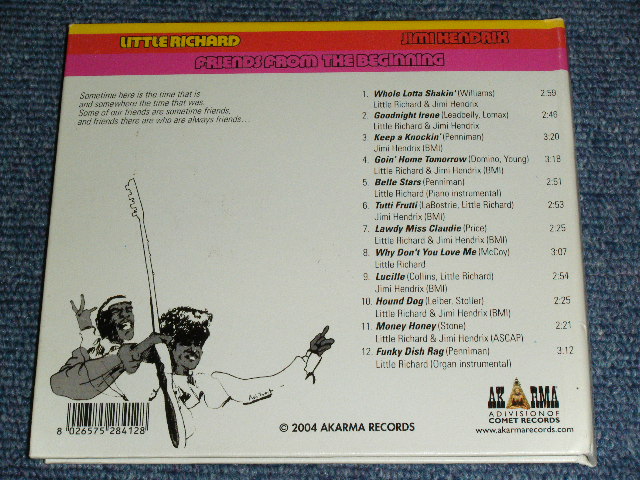 LITTLE RICHARD JIMI HENDRIX
FRIENDS FROM THE BEGINNING
Sometime here is the time that is
and somewhere the time that was.
Some of our friends are sometime friends,
and friends there are who are always friends...
1. Whole Lotta Shakin' (Williams) 2:59
Little Richard & Jimi Hendrix
2. Goodnight Irene (Leadbelly, Lomax) 2:46
Little Richard & Jimi Hendrix
3. Keep a Knockin' (Penniman) 3:20
Jimi Hendrix (BMI)
4. Goin' Home Tomorrow (Domino, Young) 3.18
Little Richard & Jimi Hendrix (BMI)
5. Belle Stars (Penniman) 2:51
Little Richard (Piano instrumental)
6. Tutti Frutti (LaBostrie, Little Richard) 2:53
Jimi Hendrix (BMI)
7. Lawdy Miss Claudie (Price) 2:25
Little Richard & Jimi Hendrix (BMI)
8. Why Don't You Love Me (McCoy) 3:07
Little Richard
9. Lucille (Collins, Little Richard) 2:54
Jimi Hendrix (BMI)
10. Hound Dog (Leiber, Stoller) 2:25
Little Richard & Jimi Hendrix (BMI)
11. Money Honey (Stone) 2:21
Little Richard & Jimi Hendrix (ASCAP)
12. Funky Dish Rag (Penniman) 3.12
Little Richard (Organ instrumental)
8 026575 284128
© 2004 AKARMA RECORDS
AKARMA
A DIVISION OF
COMET RECORDS
www.akarmarecords.com